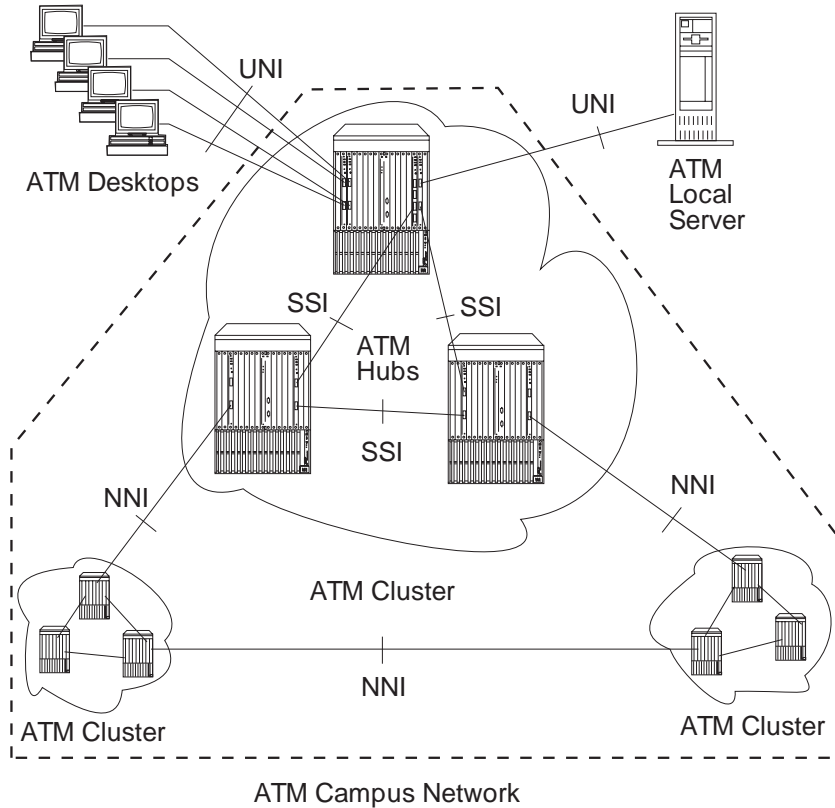 UNI
UNI
ATM Desktops
ATM
Local
Server
SSI
SSI
ATM
Hubs
SSI
NNI
NNI
ATM Cluster
NNI
ATM Cluster
ATM Cluster
ATM Campus Network